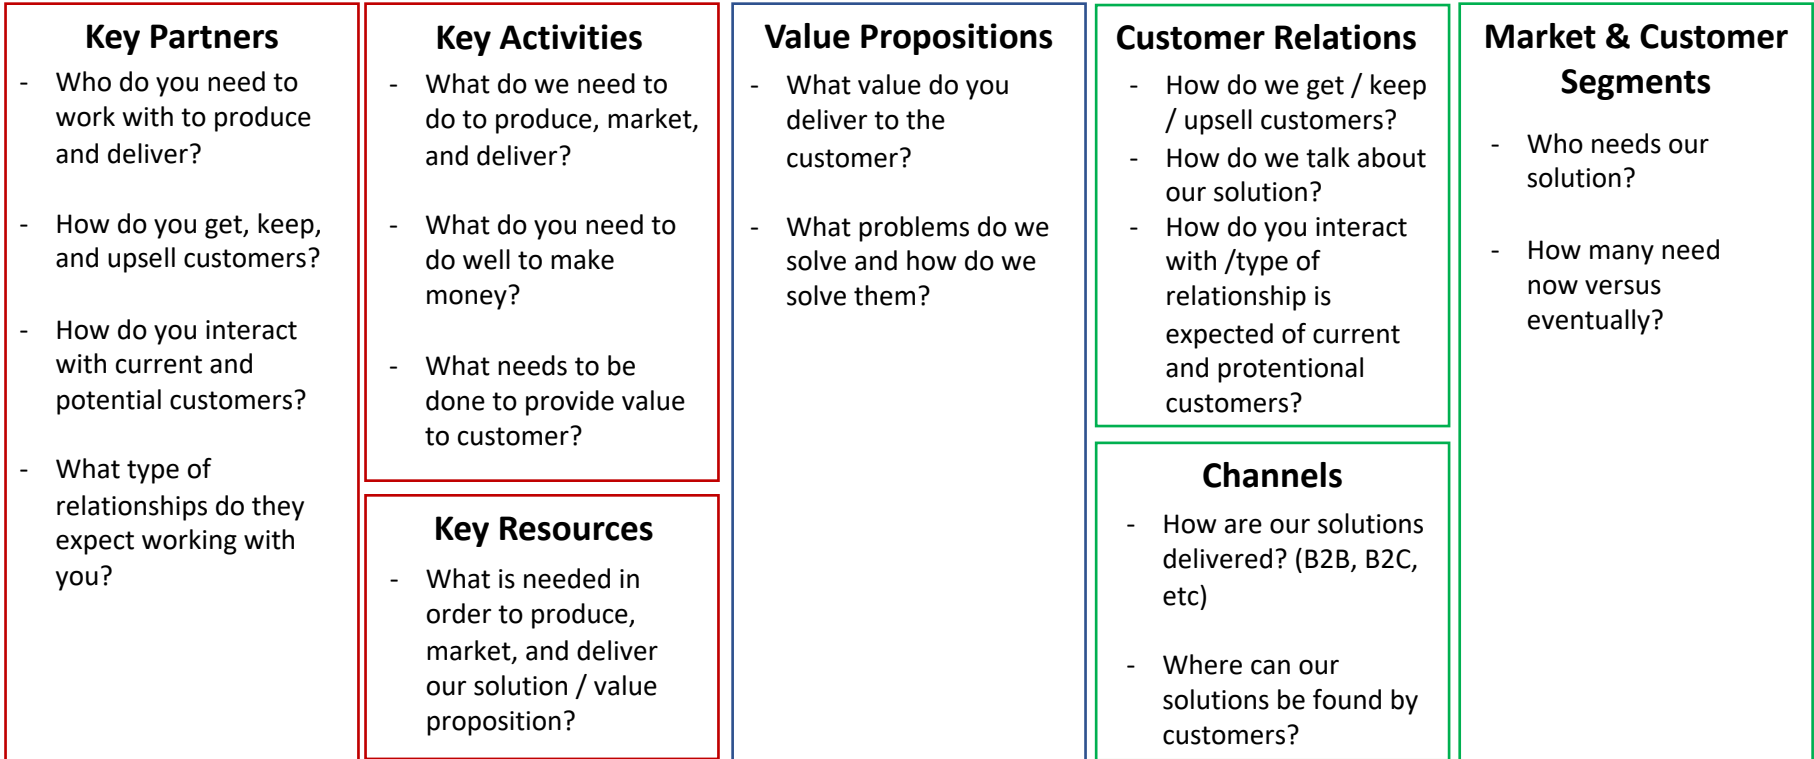 Key Partners
- Who do you need to
work with to produce
and deliver?
- How do you get, keep,
and upsell customers?
- How do you interact
with current and
potential customers?
- What type of
relationships do they
expect working with
you?
Key Activities
- What do we need to
do to produce, market,
and deliver?
- What do you need to
do well to make
money?
- What needs to be
done to provide value
to customer?
Key Resources
- What is needed in
order to produce,
market, and deliver
our solution / value
proposition?
Value Propositions
- What value do you
deliver to the
customer?
- What problems do we
solve and how do we
solve them?
Customer Relations
- How do we get / keep
/ upsell customers?
- How do we talk about
our solution?
- How do you interact
with /type of
relationship is
expected of current
and protentional
customers?
Channels
- How are our solutions
delivered? (B2B, B2C,
etc)
- Where can our
solutions be found by
customers?
Market & Customer
Segments
- Who needs our
solution?
- How many need
now versus
eventually?